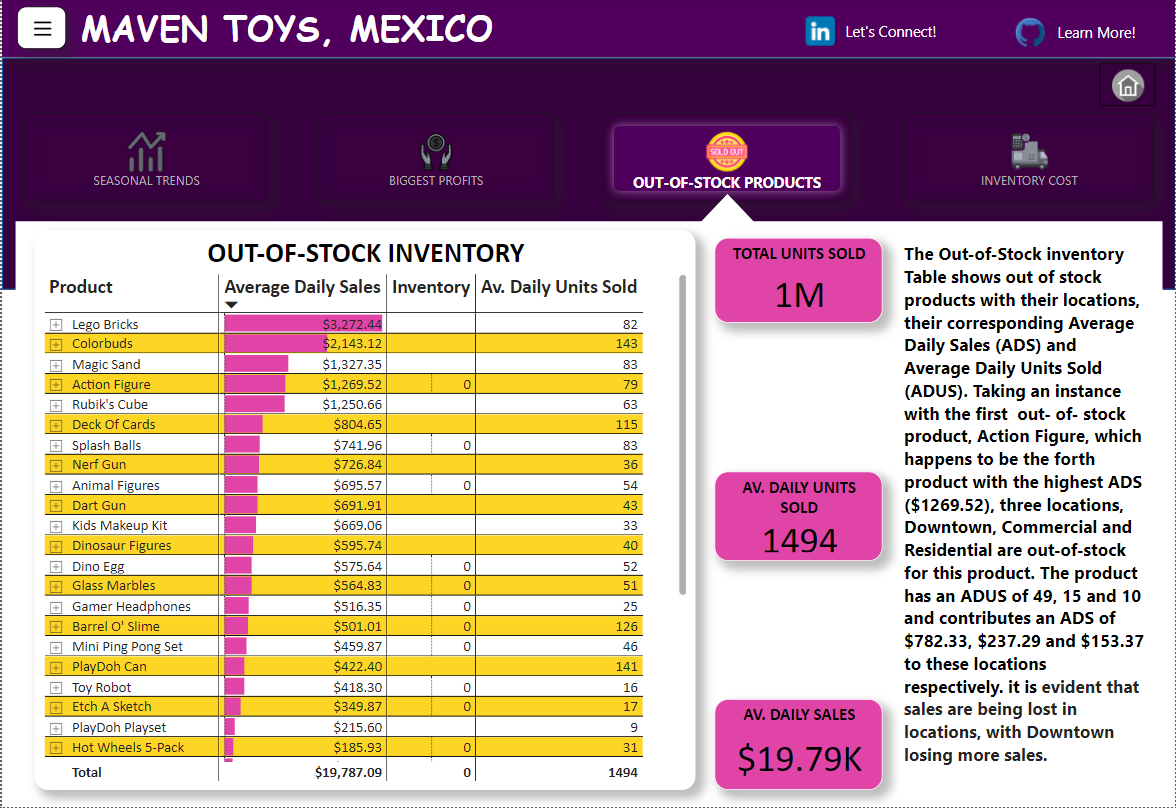 MAVEN TOYS, MEXICO
in Let's Connect!
Learn More!
SEASONAL TRENDS
BIGGEST PROFITS
SOLD OUT
OUT-OF-STOCK PRODUCTS
INVENTORY COST
OUT-OF-STOCK INVENTORY
Product Average Daily Sales Inventory Av. Daily Units Sold
Lego Bricks $3,272.44 82
Colorbuds $2,143.12 143
Magic Sand $1,327.35 83
Action Figure $1,269.52 0 79
Rubik's Cube $1,250.66 63
Deck Of Cards $804.65 115
Splash Balls $741.96 0 83
Nerf Gun $726.84 36
Animal Figures $695.57 0 54
Dart Gun $691.91 43
Kids Makeup Kit $669.06 33
Dinosaur Figures $595.74 40
Dino Egg $575.64 0 52
Glass Marbles $564.83 0 51
Gamer Headphones $516.35 0 25
Barrel O' Slime $501.01 0 126
Mini Ping Pong Set $459.87 0 46
PlayDoh Can $422.40 141
Toy Robot $418.30 0 16
Etch A Sketch $349.87 0 17
PlayDoh Playset $215.60 9
Hot Wheels 5-Pack $185.93 0 31
Total $19,787.09 0 1494
TOTAL UNITS SOLD
1M
AV. DAILY UNITS
SOLD
1494
AV. DAILY SALES
$19.79K
The Out-of-Stock inventory
Table shows out of stock
products with their locations,
their corresponding Average
Daily Sales (ADS) and
Average Daily Units Sold
(ADUS). Taking an instance
with the first out- of- stock
product, Action Figure, which
happens to be the forth
product with the highest ADS
($1269.52), three locations,
Downtown, Commercial and
Residential are out-of-stock
for this product. The product
has an ADUS of 49, 15 and 10
and contributes an ADS of
$782.33, $237.29 and $153.37
to these locations
respectively. it is evident that
sales are being lost in
locations, with Downtown
losing more sales.